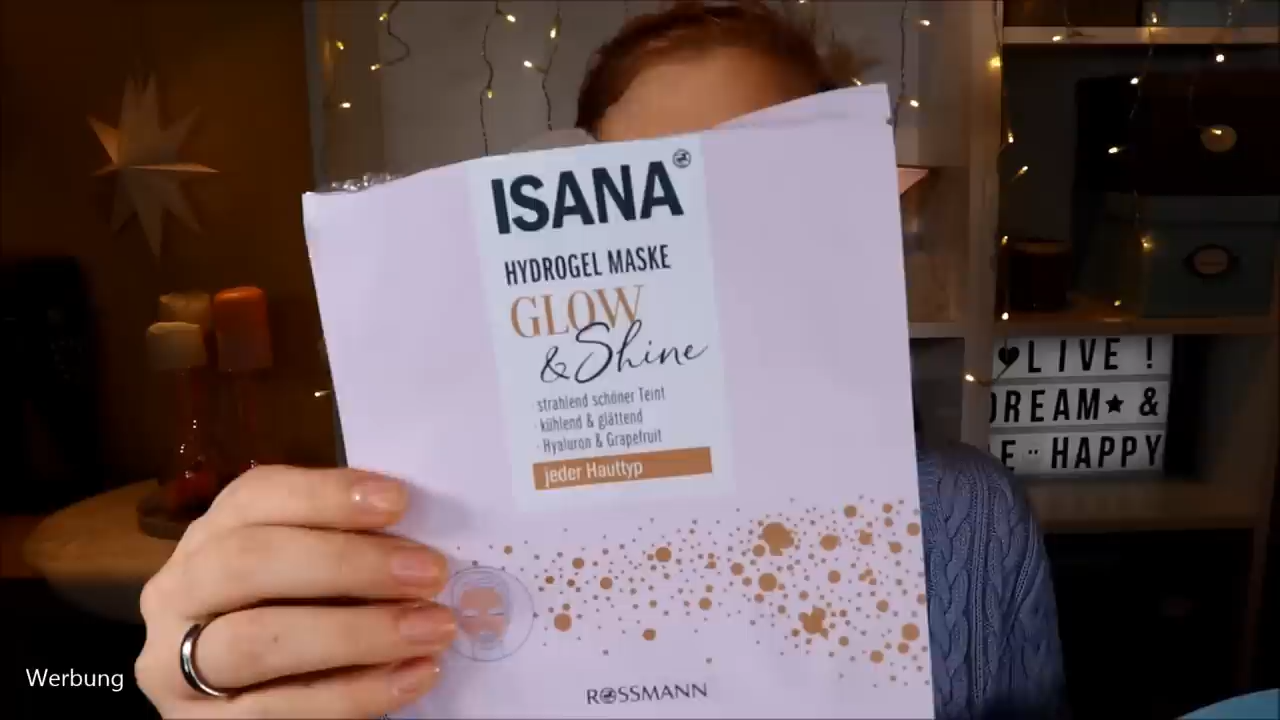 ISANA
HYDROGEL MASKE
GLOW
& Shine
· strahlend schöner Teint
· kühlend & glättend
· Hyaluron & Grapefruit
jeder Hauttyp
ROSSMANN
♥LIVE !
DREAM★ &
E HAPPY
Werbung